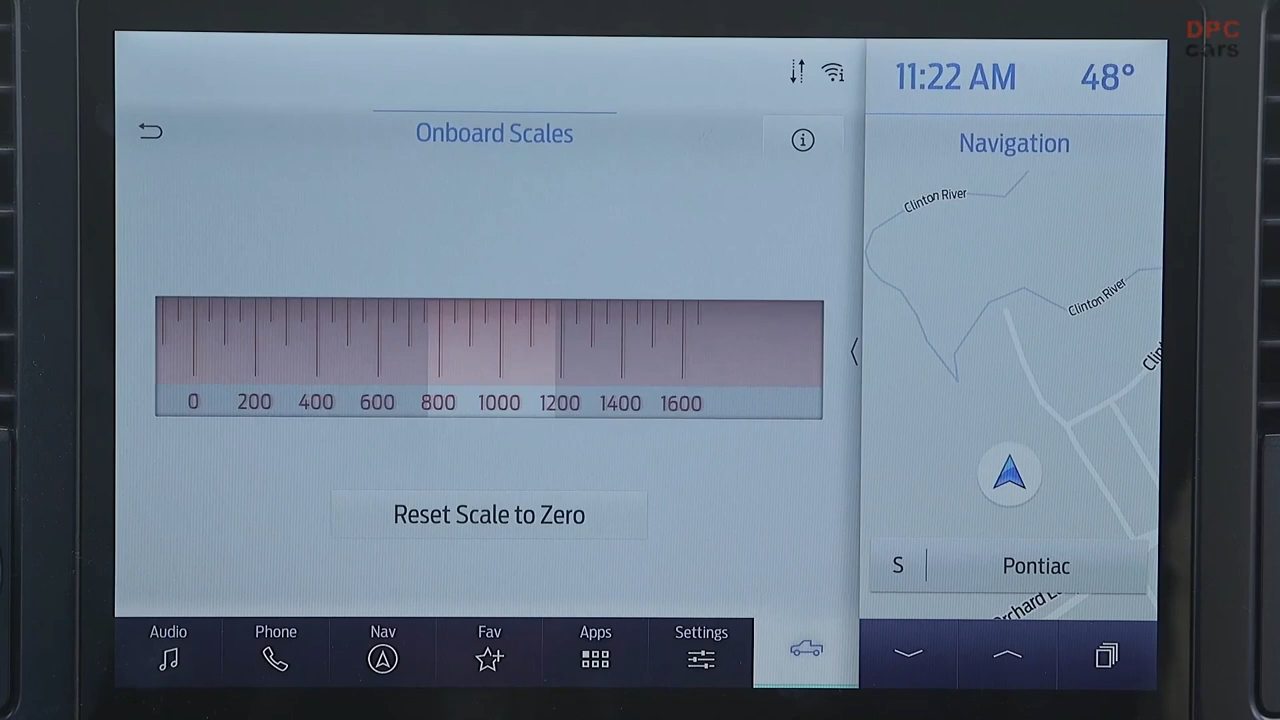 DPC
cars
11:22 AM 48°
Onboard Scales
Navigation
Clinton River
Clinton River
0 200 400 600 800 1000 1200 1400 1600
Reset Scale to Zero
S Pontiac
Audio Phone Nav Fav Apps Settings